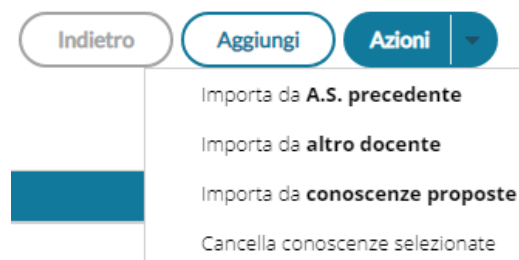 Indietro
Aggiungi
Azioni
Importa da A.S. precedente
Importa da altro docente
Importa da conoscenze proposte
Cancella conoscenze selezionate